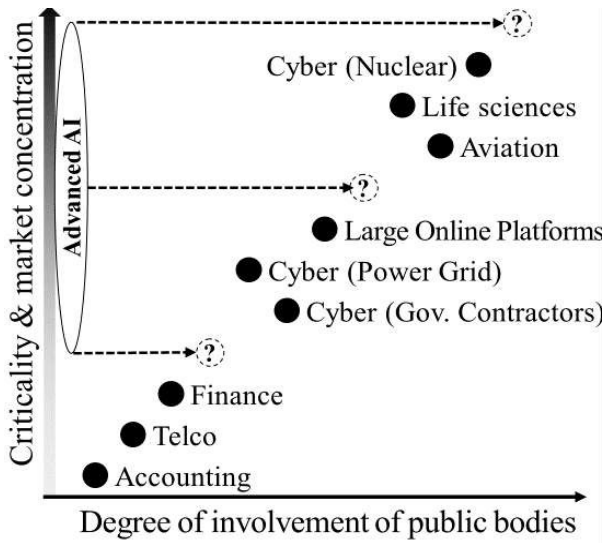 Criticality & market concentration
Advanced AI
?
Cyber (Nuclear)
Life sciences
Aviation
?
Large Online Platforms
Cyber (Power Grid)
Cyber (Gov. Contractors)
?
Finance
Telco
Accounting
Degree of involvement of public bodies